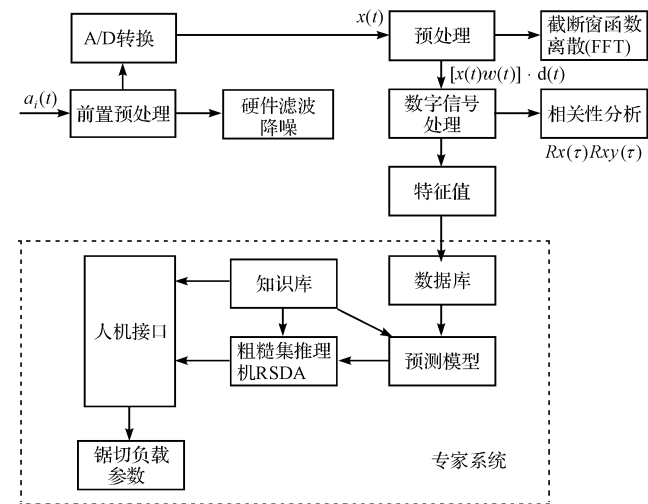 x(t)
A/D转换
预处理
截断窗函数
离散(FFT)
[x(t)w(t)]·d(t)
a_i(t)
前置预处理
硬件滤波
降噪
数字信号
处理
相关性分析
Rx(τ)Rxy(τ)
特征值
知识库
数据库
人机接口
粗糙集推理
机RSDA
预测模型
锯切负载
参数
专家系统